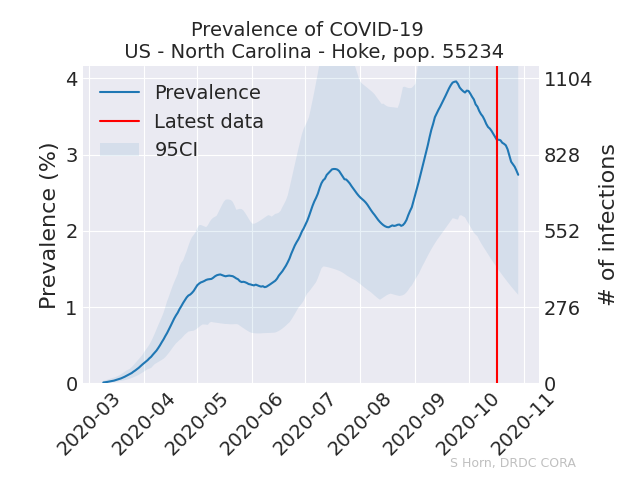 Prevalence of COVID-19
US - North Carolina - Hoke, pop. 55234
Prevalence
Latest data
95CI
Prevalence (%)
4
3
2
1
0
# of infections
1104
828
552
276
0
2020-03
2020-04
2020-05
2020-06
2020-07
2020-08
2020-09
2020-10
2020-11
S Horn, DRDC CORA